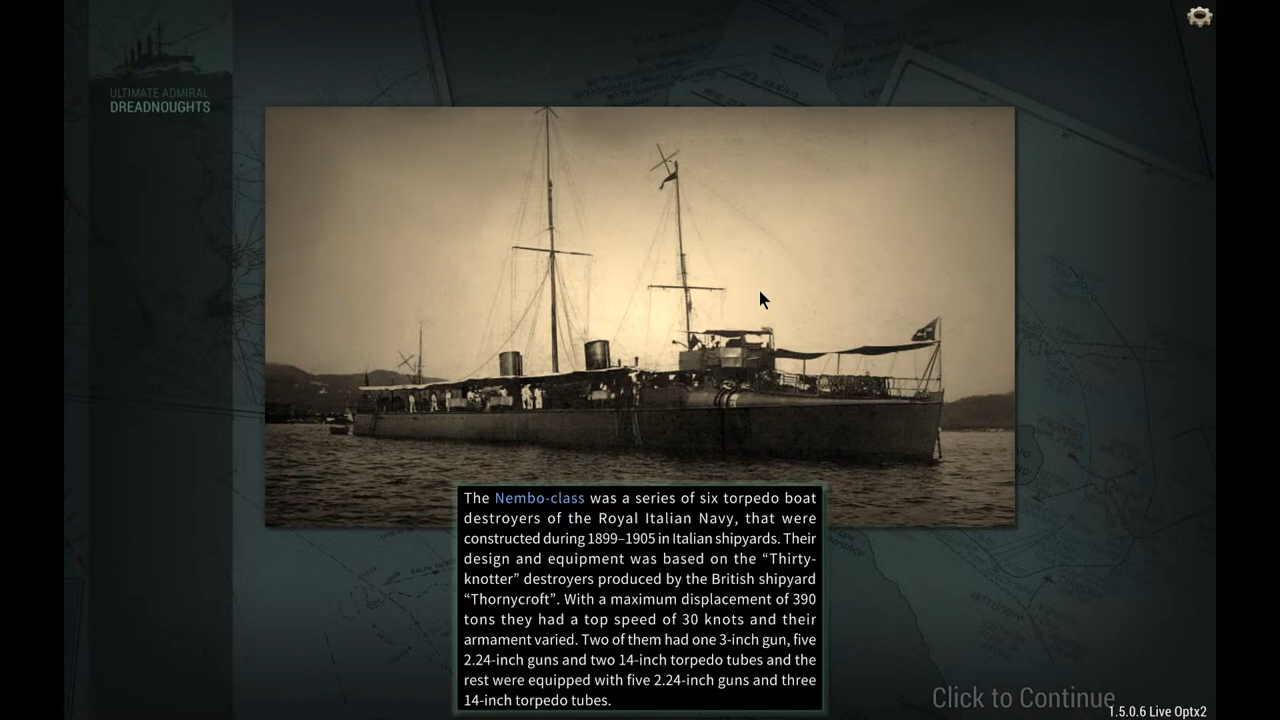 ULTIMATE ADMIRAL
DREADNOUGHTS
The Nembo-class was a series of six torpedo boat
destroyers of the Royal Italian Navy, that were
constructed during 1899–1905 in Italian shipyards. Their
design and equipment was based on the “Thirty-
knotter” destroyers produced by the British shipyard
“Thornycroft”. With a maximum displacement of 390
tons they had a top speed of 30 knots and their
armament varied. Two of them had one 3-inch gun, five
2.24-inch guns and two 14-inch torpedo tubes and the
rest were equipped with five 2.24-inch guns and three
14-inch torpedo tubes.
Click to Continue
1.5.0.6 Live Optx2